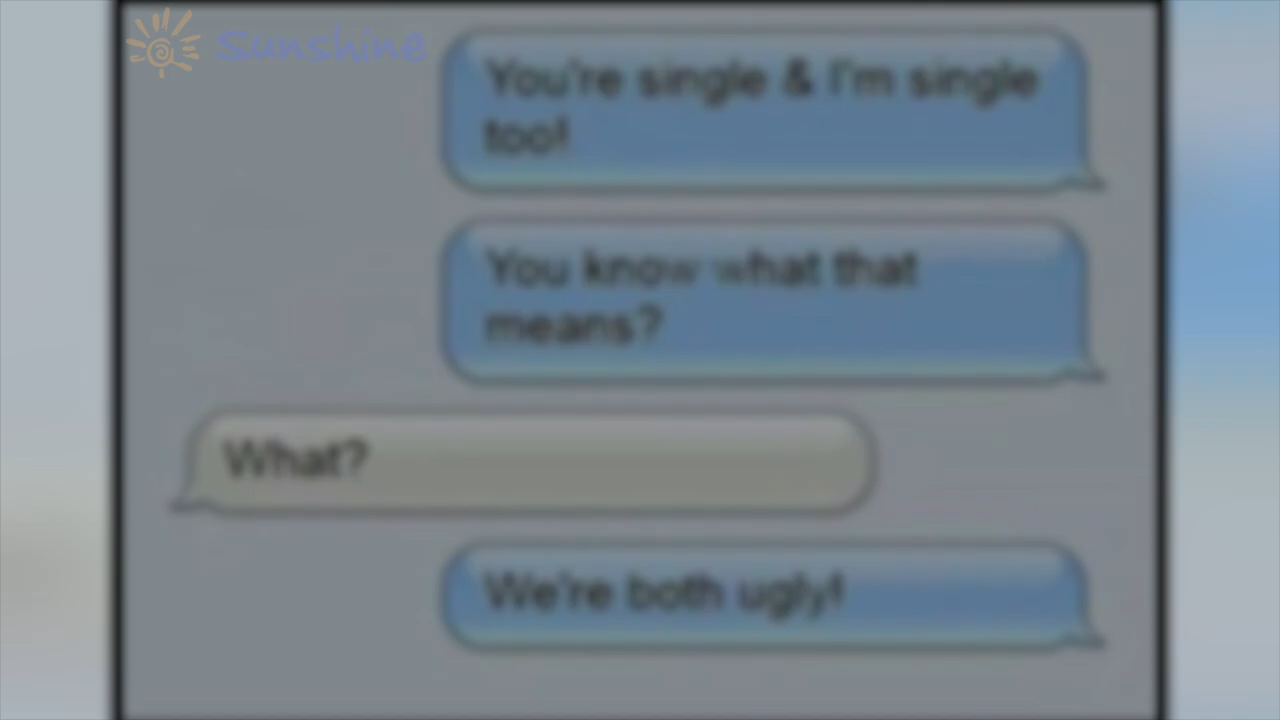 Sunshine
You're single & I'm single
too!
You know what that
means?
What?
We're both ugly!